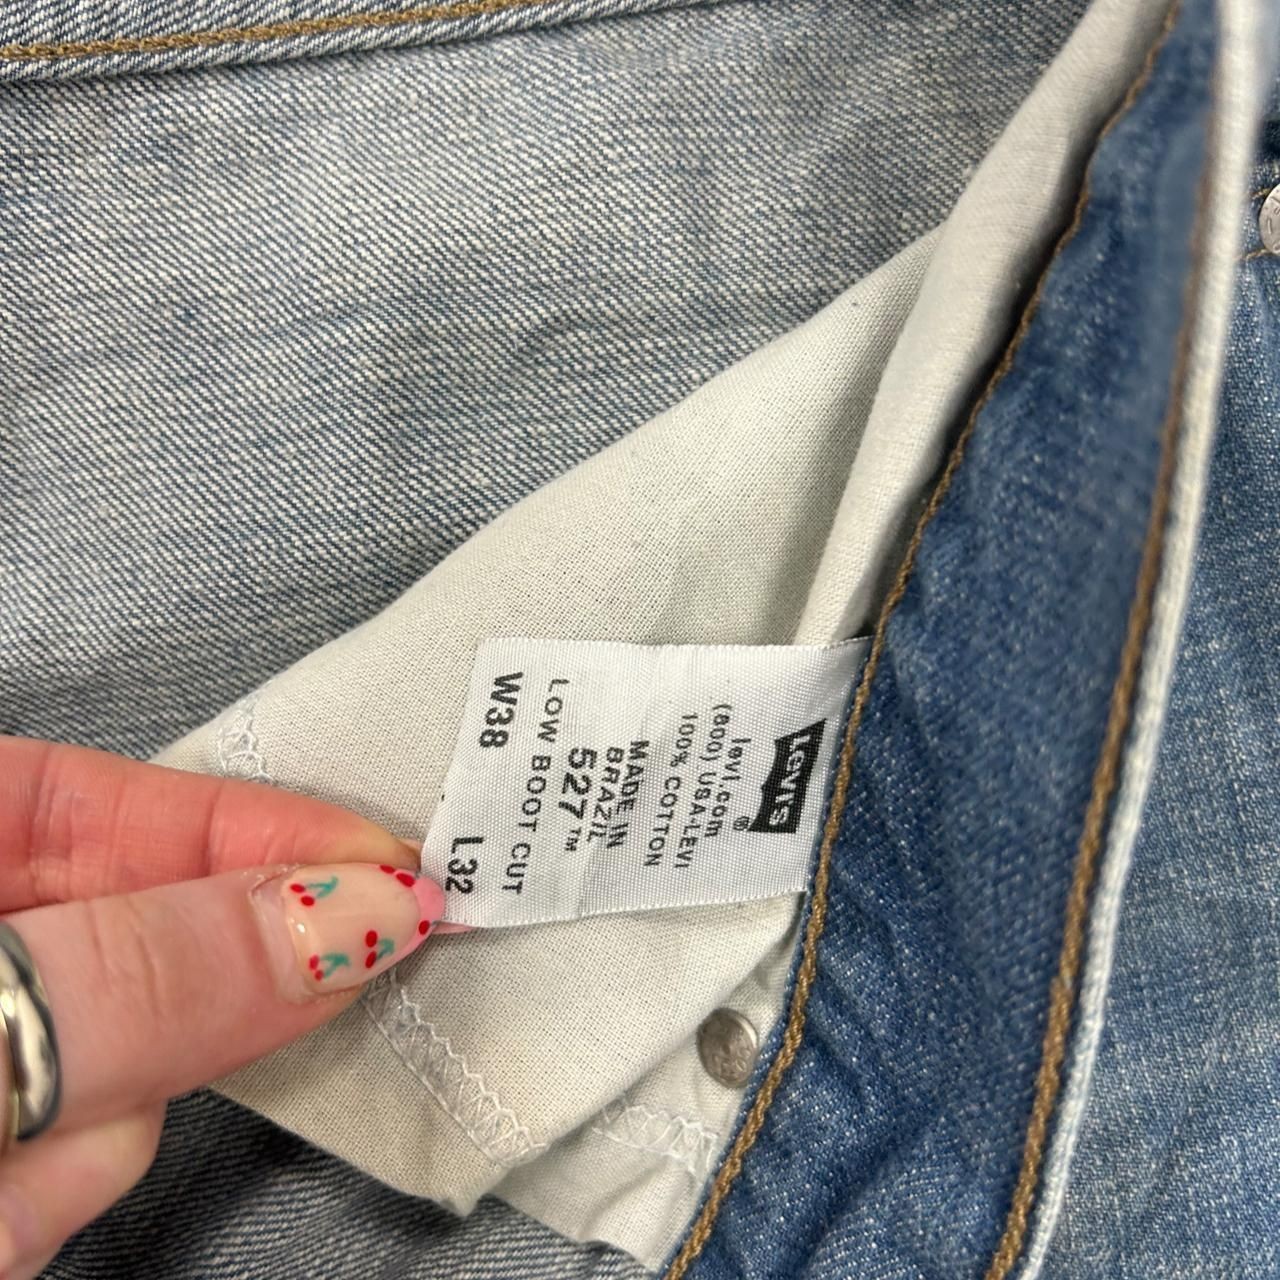 Levi's ®
levi.com
(800) USA-LEVI
100% COTTON
MADE IN
BRAZIL
527™
LOW BOOT CUT
W38 L32